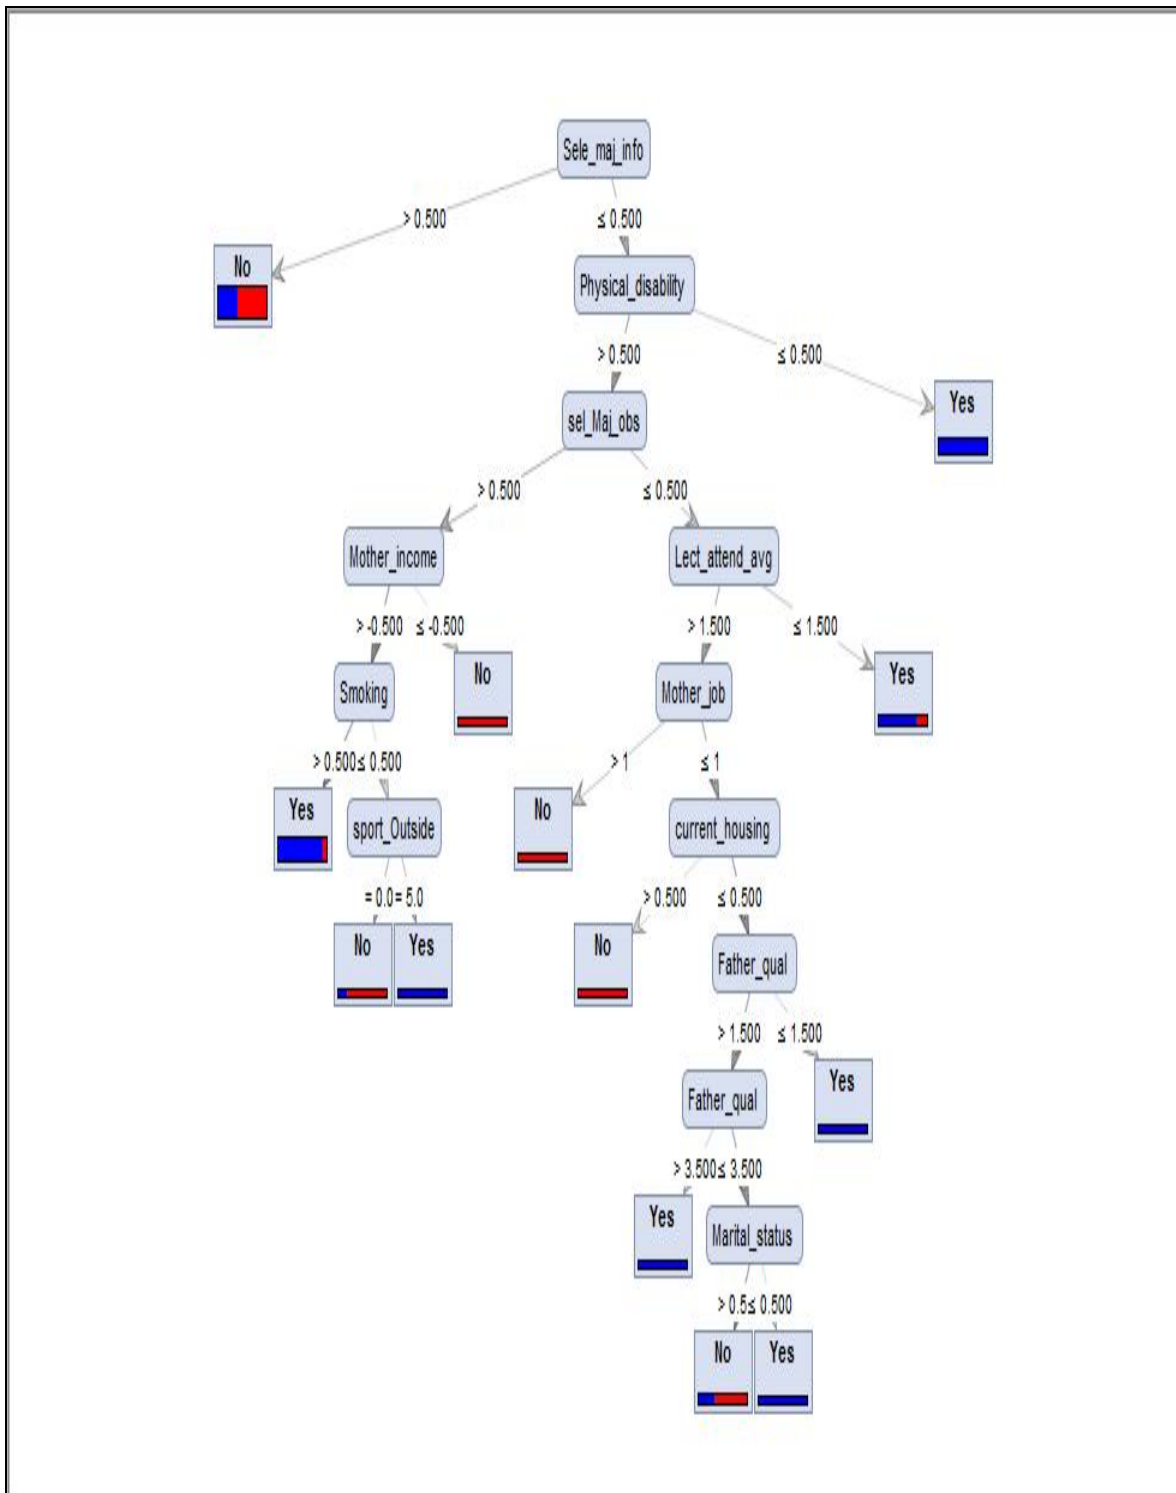 Sele_maj_info
> 0.500 ≤ 0.500
No
Physical_disability
> 0.500 ≤ 0.500
Yes
sel_Maj_obs
> 0.500 ≤ 0.500
Mother_income Lect_attend_avg
> -0.500 ≤ -0.500 > 1.500 ≤ 1.500
Smoking No Mother_job Yes
> 0.500 ≤ 0.500 > 1 ≤ 1
Yes sport_Outside No current_housing
= 0.0 = 5.0 > 0.500 ≤ 0.500
No Yes No Father_qual
> 1.500 ≤ 1.500
Father_qual Yes
> 3.500 ≤ 3.500
Yes Marital_status
> 0.5 ≤ 0.500
No Yes